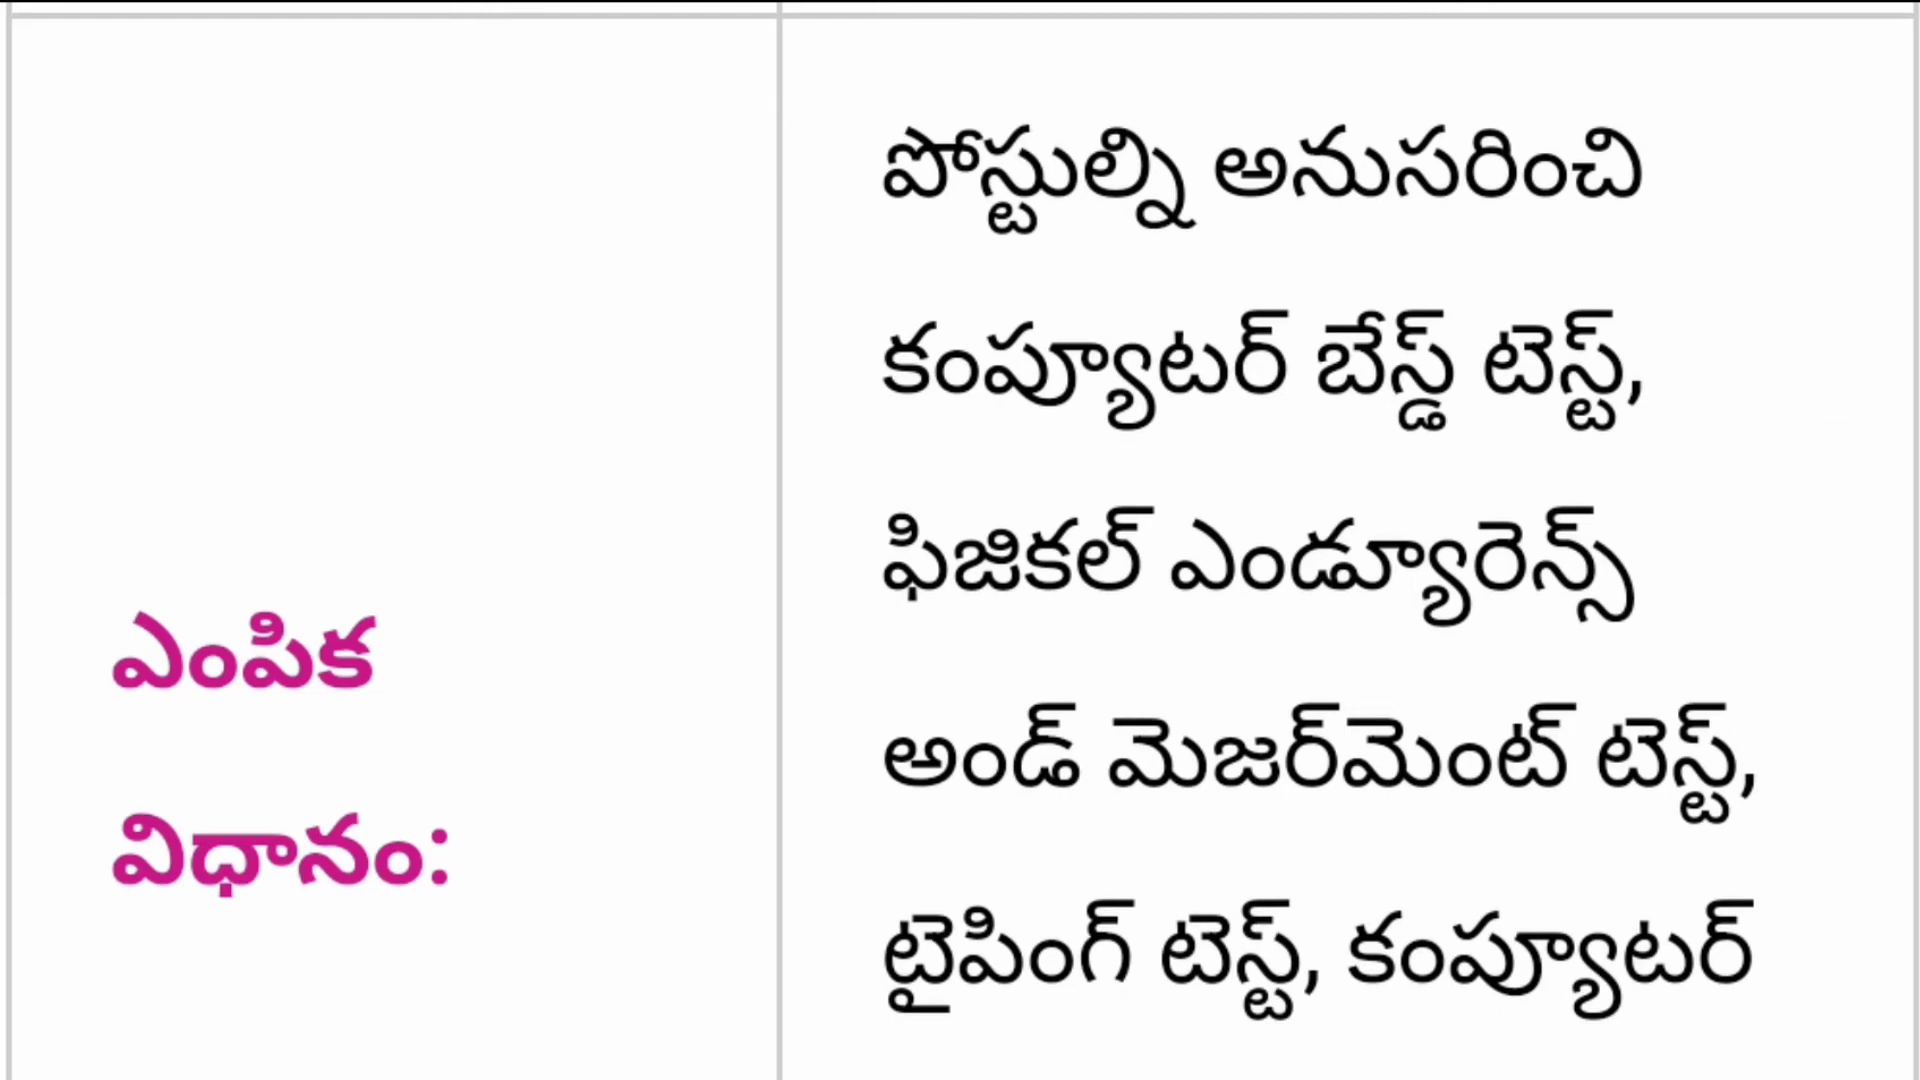 ఎంపిక
విధానం:
పోస్టుల్ని అనుసరించి
కంప్యూటర్ బేస్డ్ టెస్ట్,
ఫిజికల్ ఎండ్యూరెన్స్
అండ్ మెజర్‌మెంట్ టెస్ట్,
టైపింగ్ టెస్ట్, కంప్యూటర్